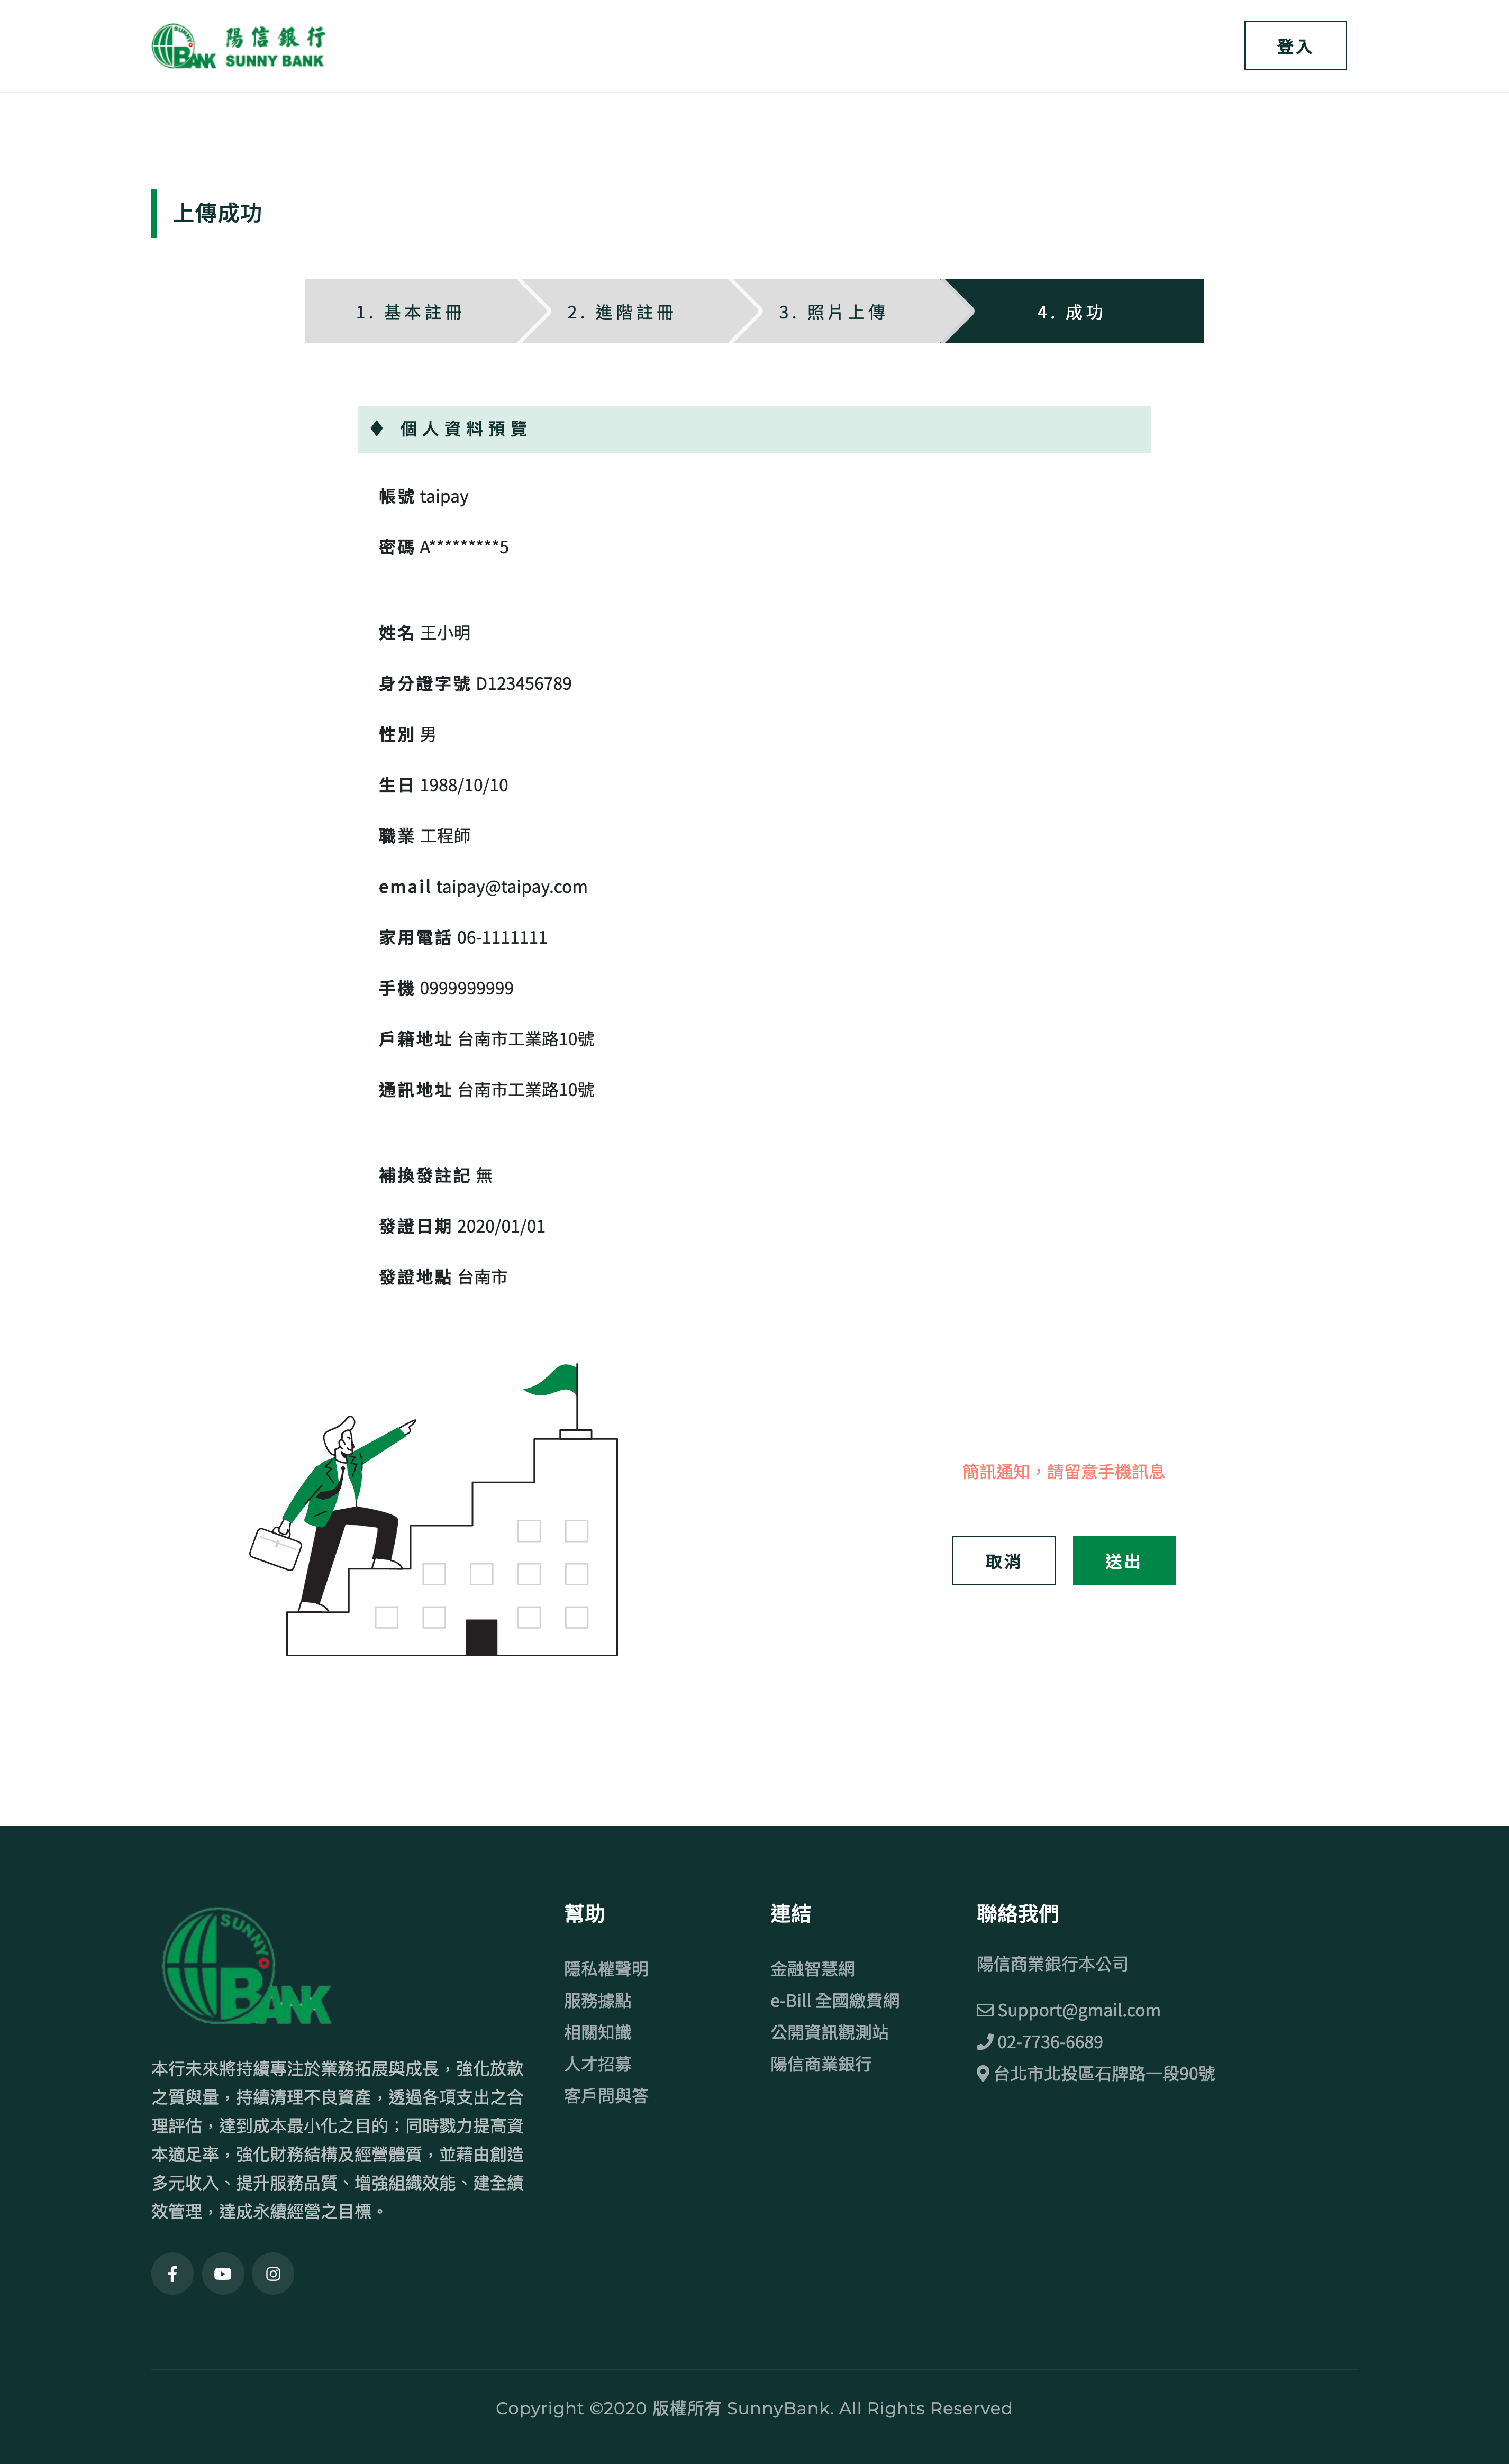 SUNNY BANK 陽信銀行
SUNNY BANK
登入
上傳成功
1. 基本註冊
2. 進階註冊
3. 照片上傳
4. 成功
♦ 個人資料預覽
帳號 taipay
密碼 A*********5
姓名 王小明
身分證字號 D123456789
性別 男
生日 1988/10/10
職業 工程師
email taipay@taipay.com
家用電話 06-1111111
手機 0999999999
戶籍地址 台南市工業路10號
通訊地址 台南市工業路10號
補換發註記 無
發證日期 2020/01/01
發證地點 台南市
簡訊通知，請留意手機訊息
取消
送出
SUNNY BANK
本行未來將持續專注於業務拓展與成長，強化放款
之質與量，持續清理不良資產，透過各項支出之合
理評估，達到成本最小化之目的；同時戮力提高資
本適足率，強化財務結構及經營體質，並藉由創造
多元收入、提升服務品質、增強組織效能、建全績
效管理，達成永續經營之目標。
幫助
隱私權聲明
服務據點
相關知識
人才招募
客戶問與答
連結
金融智慧網
e-Bill 全國繳費網
公開資訊觀測站
陽信商業銀行
聯絡我們
陽信商業銀行本公司
Support@gmail.com
02-7736-6689
台北市北投區石牌路一段90號
Copyright ©2020 版權所有 SunnyBank. All Rights Reserved